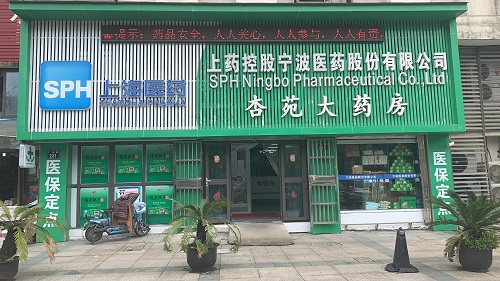 提示：药品安全，人人关心，人人参与，人人有责，
SPH 上海医药
上药控股宁波医药股份有限公司
SPH Ningbo Pharmaceutical Co.,Ltd
杏苑大药房
医保定点
医保定点